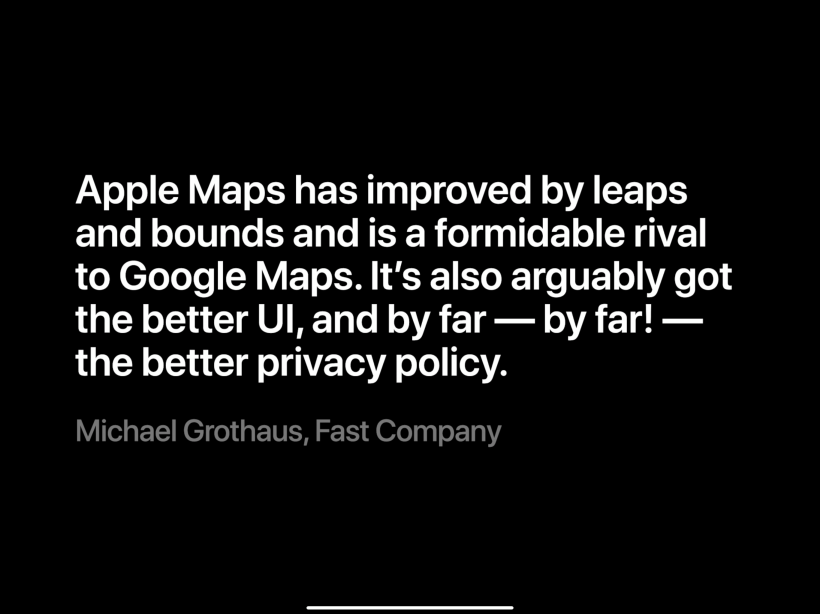 Apple Maps has improved by leaps
and bounds and is a formidable rival
to Google Maps. It’s also arguably got
the better UI, and by far — by far! —
the better privacy policy.
Michael Grothaus, Fast Company